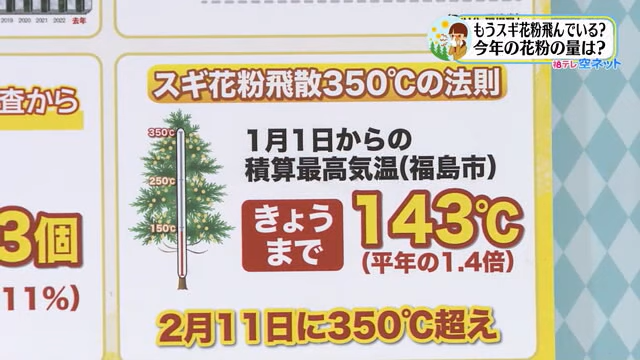 もうスギ花粉飛んでいる?
今年の花粉の量は?
空ネット
2019 2020 2021 2022 去年
査から
3個
11%)
スギ花粉飛散350℃の法則
350℃
250℃
150℃
1月1日からの
積算最高気温(福島市)
きょう
まで
143℃
(平年の1.4倍)
2月11日に350℃超え